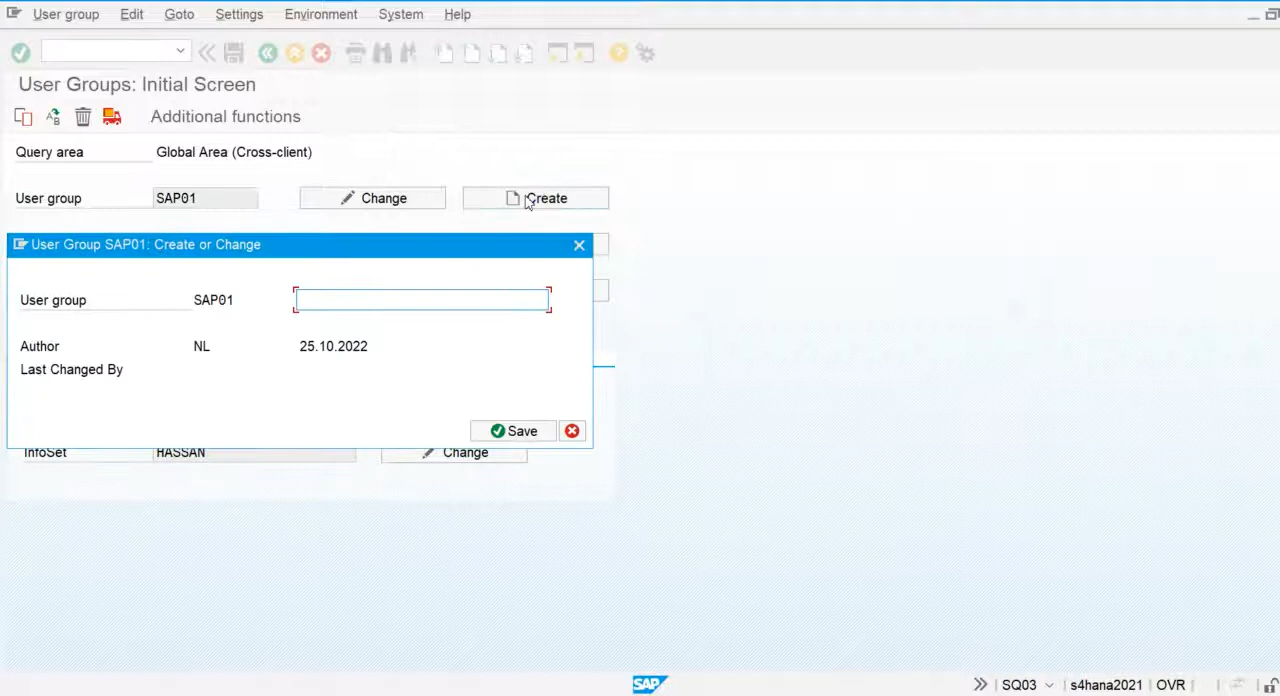 User group Edit Goto Settings Environment System Help
User Groups: Initial Screen
Additional functions
Query area Global Area (Cross-client)
User group SAP01 Change Create
User Group SAP01: Create or Change
User group SAP01
Author NL 25.10.2022
Last Changed By
Save
InfoSet HASSAN Change
SAP SQ03 s4hana2021 OVR